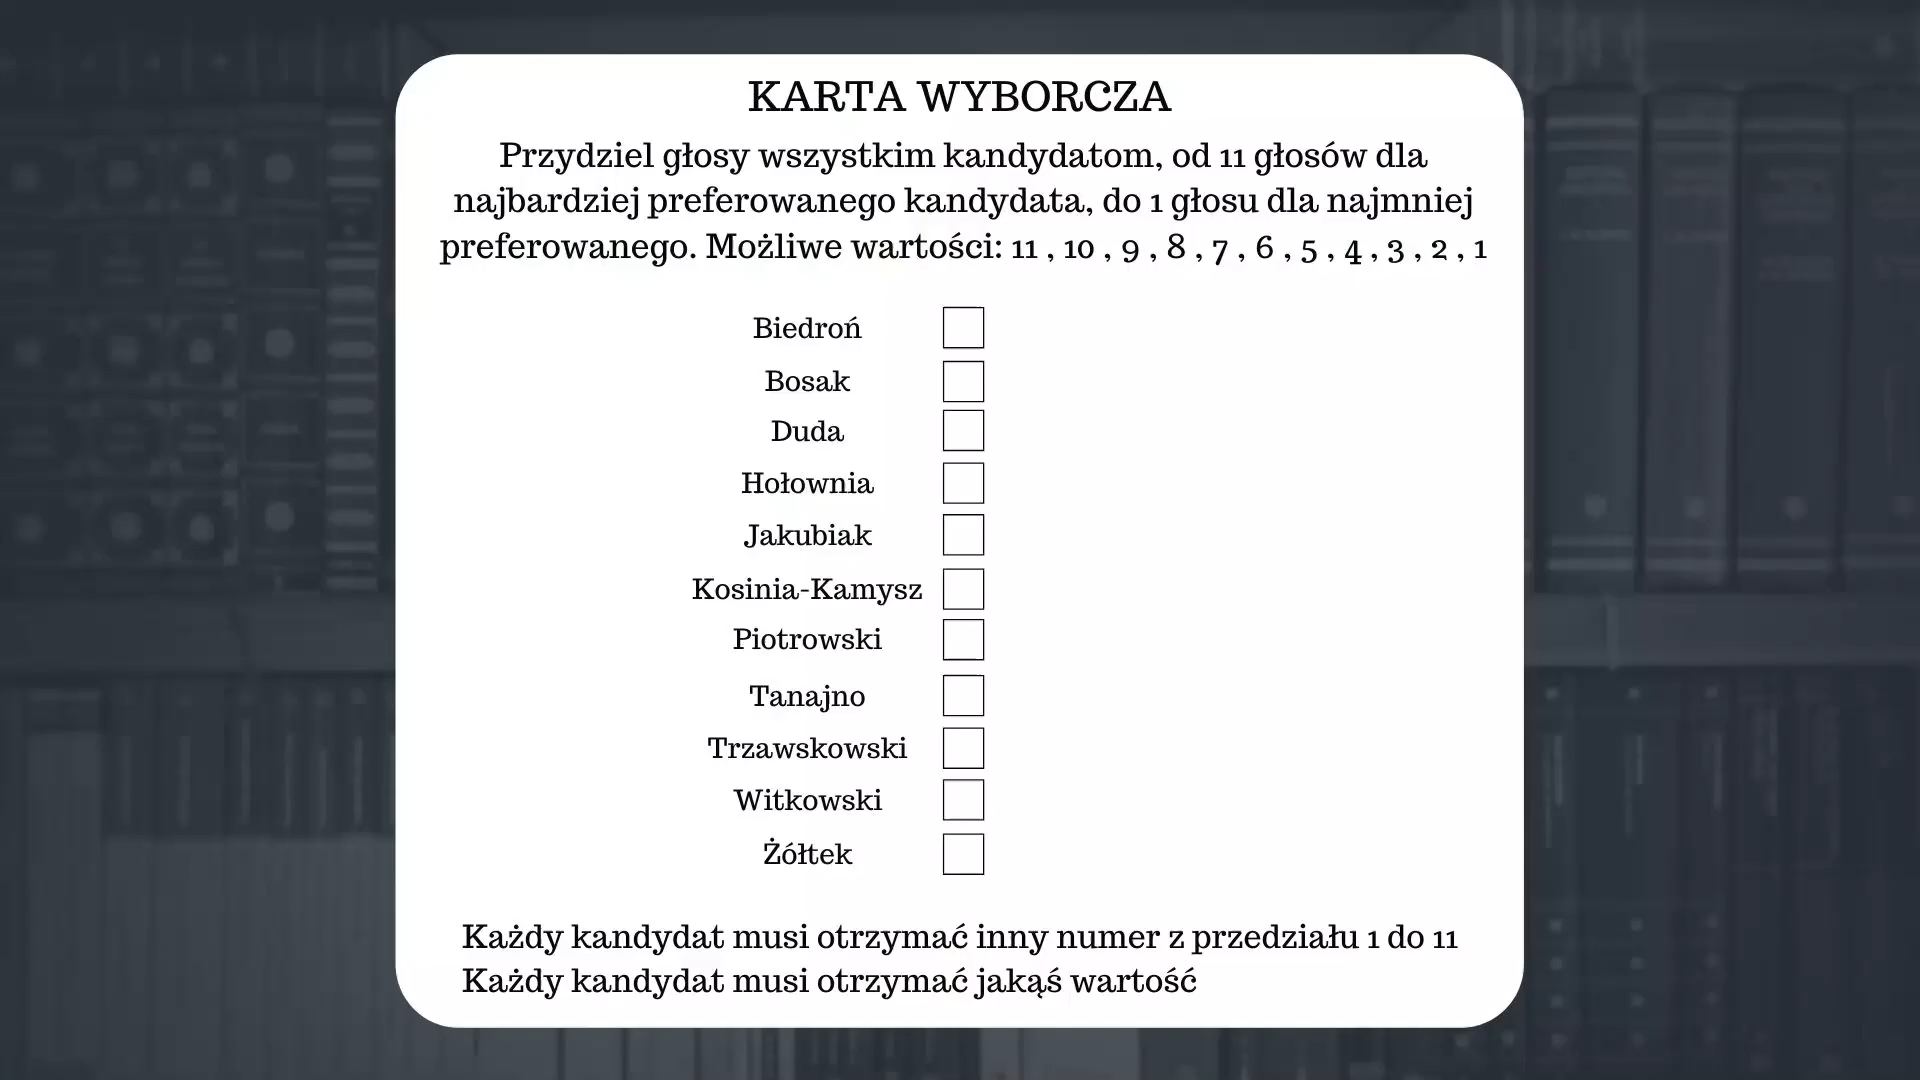 KARTA WYBORCZA
Przydziel głosy wszystkim kandydatom, od 11 głosów dla
najbardziej preferowanego kandydata, do 1 głosu dla najmniej
preferowanego. Możliwe wartości: 11 , 10 , 9 , 8 , 7 , 6 , 5 , 4 , 3 , 2 , 1
Biedroń
Bosak
Duda
Hołownia
Jakubiak
Kosinia-Kamysz
Piotrowski
Tanajno
Trzawskowski
Witkowski
Żółtek
Każdy kandydat musi otrzymać inny numer z przedziału 1 do 11
Każdy kandydat musi otrzymać jakąś wartość